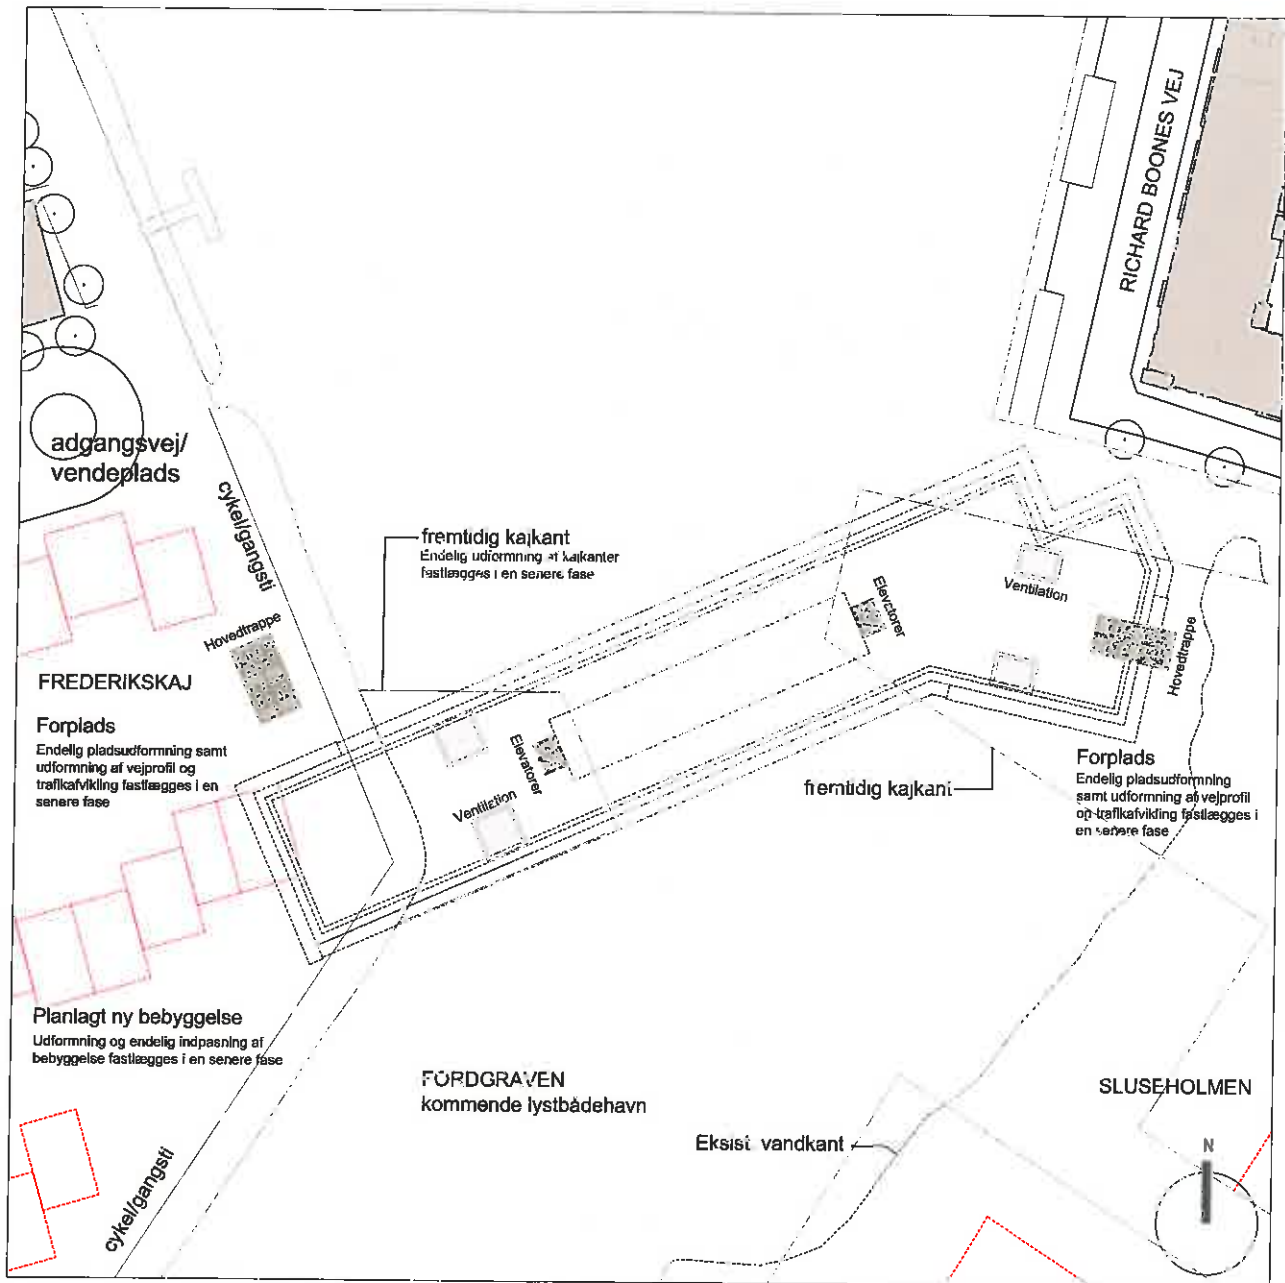 RICHARD BOONES VEJ
adgangsvej/
vendeplads
cykel/gangsti
fremtidig kajkant
Endelig udformning af kajkanter
fastlægges i en senere fase
Elevatorer
Ventilation
Hovedtrappe
Hovedtrappe
FREDERIKSKAJ
Forplads
Endelig pladsudformning samt
udformning af vejprofil og
trafikafvikling fastlægges i en
senere fase
Elevatorer
Ventilation
fremtidig kajkant
Forplads
Endelig pladsudformning
samt udformning af vejprofil
og trafikafvikling fastlægges i
en senere fase
Planlagt ny bebyggelse
Udformning og endelig indpasning af
bebyggelse fastlægges i en senere fase
FORDGRAVEN
kommende lystbådehavn
SLUSEHOLMEN
Eksist. vandkant
N
cykel/gangsti